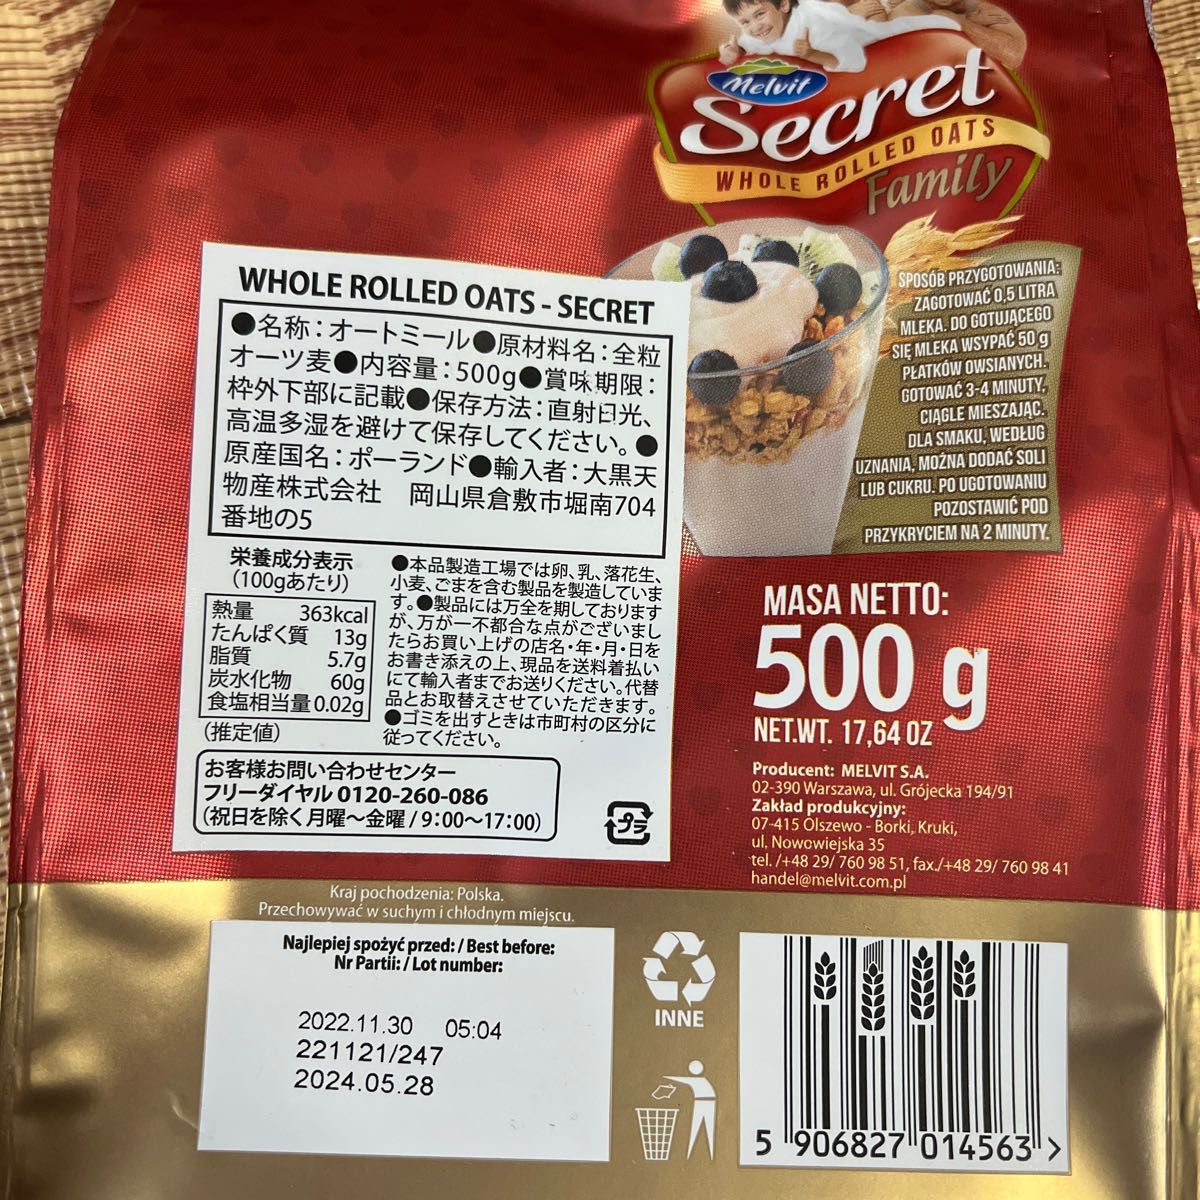 Melvit
Secret
WHOLE ROLLED OATS
Family
WHOLE ROLLED OATS - SECRET
●名称:オートミール●原材料名:全粒
オーツ麦●内容量:500g●賞味期限:
枠外下部に記載●保存方法:直射日光、
高温多湿を避けて保存してください。●
原産国名:ポーランド●輸入者:大黒天
物産株式会社 岡山県倉敷市堀南704
番地の5
栄養成分表示
(100gあたり)
熱量 363kcal
たんぱく質 13g
脂質 5.7g
炭水化物 60g
食塩相当量 0.02g
(推定値)
●本品製造工場では卵、乳、落花生、
小麦、ごまを含む製品を製造していま
す。●製品には万全を期しております
が、万が一不都合な点がございまし
たらお買い上げの店名・年・月・日を
お書き添えの上、現品を送料着払い
にて輸入者までお送りください。代替
品とお取替えさせていただきます。
●ゴミを出すときは市町村の区分に
従ってください。
お客様お問い合わせセンター
フリーダイヤル 0120-260-086
(祝日を除く月曜〜金曜 / 9:00〜17:00)
プラ
SPOSÓB PRZYGOTOWANIA:
ZAGOTOWAĆ 0,5 LITRA
MLEKA. DO GOTUJĄCEGO
SIĘ MLEKA WSYPAĆ 50 g
PŁATKÓW OWSIANYCH.
GOTOWAĆ 3-4 MINUTY,
CIĄGLE MIESZAJĄC.
DLA SMAKU, WEDŁUG
UZNANIA, MOŻNA DODAĆ SOLI
LUB CUKRU. PO UGOTOWANIU
POZOSTAWIĆ POD
PRZYKRYCIEM NA 2 MINUTY.
MASA NETTO:
500 g
NET.WT. 17,64 OZ
Producent: MELVIT S.A.
02-390 Warszawa, ul. Grójecka 194/91
Zakład produkcyjny:
07-415 Olszewo - Borki, Kruki,
ul. Nowowiejska 35
tel. /+48 29/ 760 98 51, fax./+48 29/ 760 98 41
handel@melvit.com.pl
Kraj pochodzenia: Polska.
Przechowywać w suchym i chłodnym miejscu.
Najlepiej spożyć przed: / Best before:
Nr Partii: / Lot number:
2022.11.30 05:04
221121/247
2024.05.28
INNE
5 906827 014563 >